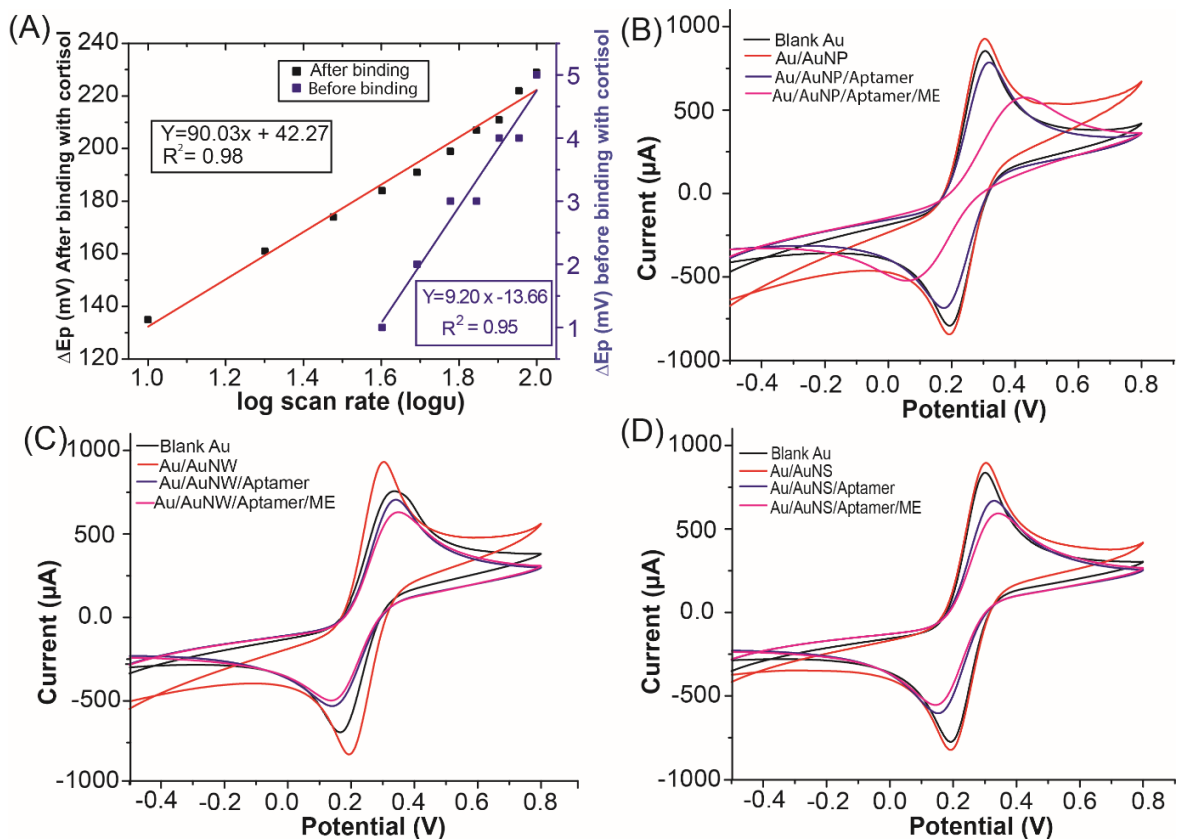 (A)
240
220
200
180
160
140
120
ΔEp (mV) After binding with cortisol
After binding
Before binding
Y=90.03x + 42.27
R2= 0.98
Y=9.20 x -13.66
R2 = 0.95
5
4
3
2
1
ΔEp (mV) before binding with cortisol
1.0 1.2 1.4 1.6 1.8 2.0
log scan rate (logυ)
(B)
Blank Au
Au/AuNP
Au/AuNP/Aptamer
Au/AuNP/Aptamer/ME
1000
500
0.0
-500
-1000
Current (µA)
-0.4 -0.2 0.0 0.2 0.4 0.6 0.8
Potential (V)
(C)
Blank Au
Au/AuNW
Au/AuNW/Aptamer
Au/AuNW/Aptamer/ME
1000
500
0.0
-500
-1000
Current (µA)
-0.4 -0.2 0.0 0.2 0.4 0.6 0.8
Potential (V)
(D)
Blank Au
Au/AuNS
Au/AuNS/Aptamer
Au/AuNS/Aptamer/ME
1000
500
0.0
-500
-1000
Current (µA)
-0.4 -0.2 0.0 0.2 0.4 0.6 0.8
Potential (V)